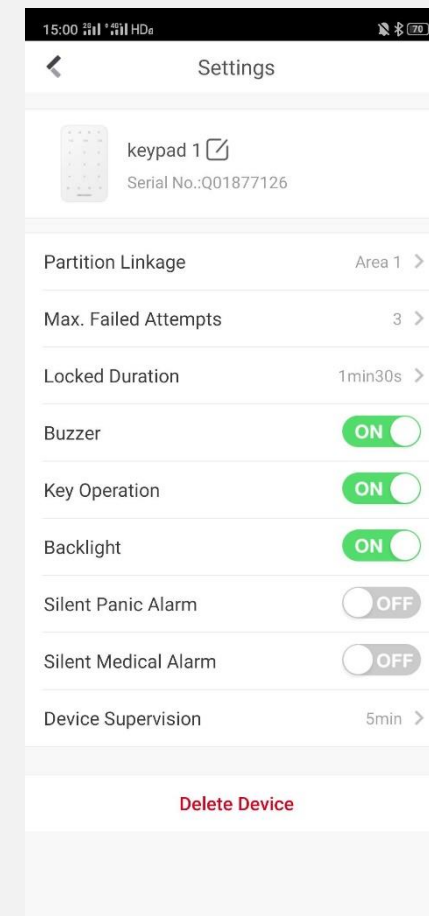 15:00 HD
Settings
keypad 1
Serial No.:Q01877126
Partition Linkage Area 1
Max. Failed Attempts 3
Locked Duration 1min30s
Buzzer ON
Key Operation ON
Backlight ON
Silent Panic Alarm OFF
Silent Medical Alarm OFF
Device Supervision 5min
Delete Device